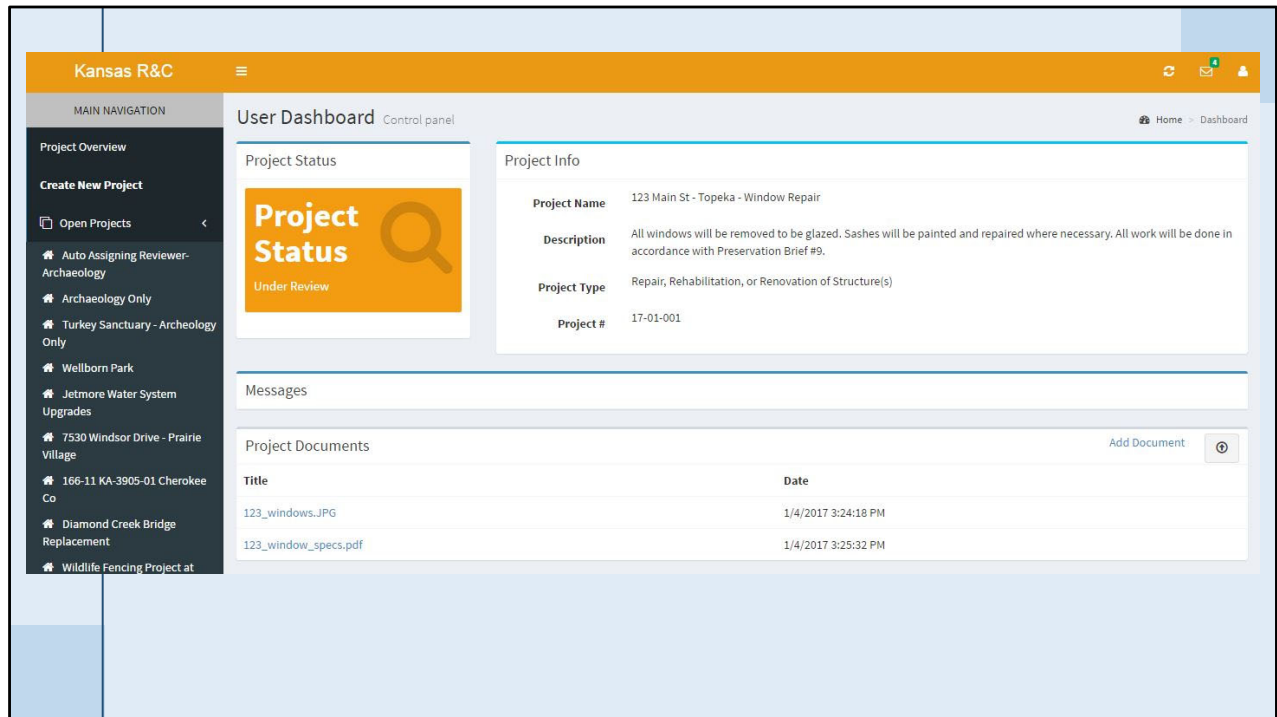 Kansas R&C
4
MAIN NAVIGATION
Project Overview
Create New Project
Open Projects
Auto Assigning Reviewer-
Archaeology
Archaeology Only
Turkey Sanctuary - Archeology
Only
Wellborn Park
Jetmore Water System
Upgrades
7530 Windsor Drive - Prairie
Village
166-11 KA-3905-01 Cherokee
Co
Diamond Creek Bridge
Replacement
Wildlife Fencing Project at
User Dashboard Control panel
Home > Dashboard
Project Status
Project
Status
Under Review
Project Info
Project Name 123 Main St - Topeka - Window Repair
Description All windows will be removed to be glazed. Sashes will be painted and repaired where necessary. All work will be done in
accordance with Preservation Brief #9.
Project Type Repair, Rehabilitation, or Renovation of Structure(s)
Project # 17-01-001
Messages
Project Documents Add Document
Title Date
123_windows.JPG 1/4/2017 3:24:18 PM
123_window_specs.pdf 1/4/2017 3:25:32 PM